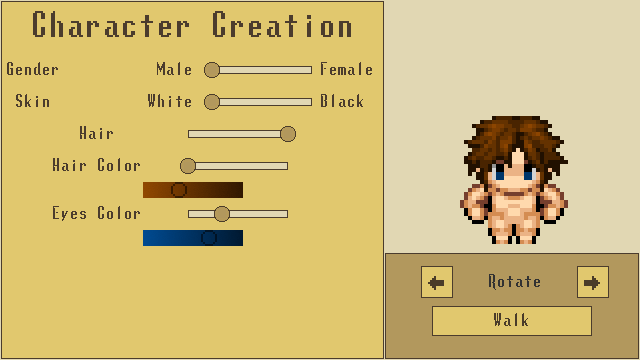 Character Creation
Gender Male Female
Skin White Black
Hair
Hair Color
Eyes Color
Rotate
Walk